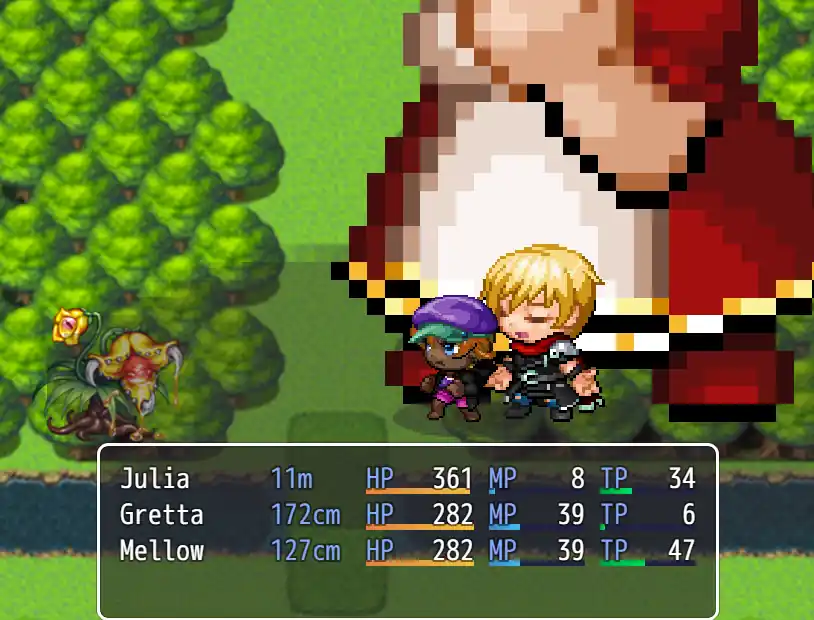 Julia 11m HP 361 MP 8 TP 34
Gretta 172cm HP 282 MP 39 TP 6
Mellow 127cm HP 282 MP 39 TP 47